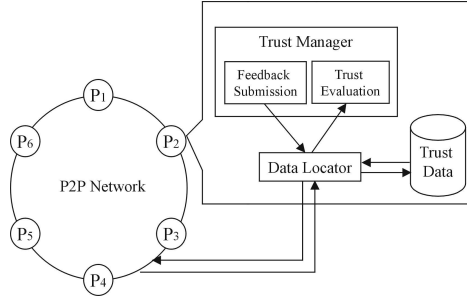 Trust Manager
Feedback
Submission
Trust
Evaluation
P1
P6
P2
P2P Network
Data Locator
Trust
Data
P5
P3
P4